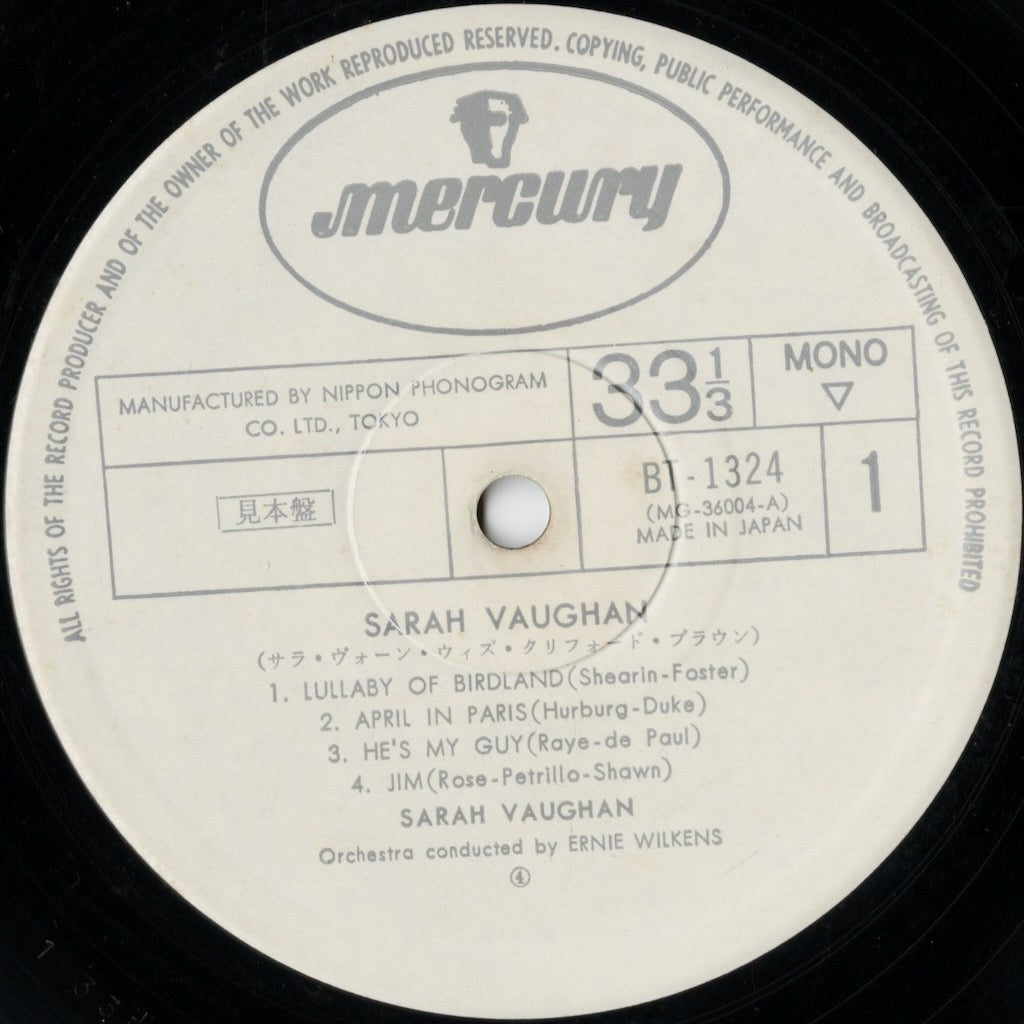 ALL RIGHTS OF THE RECORD PRODUCER AND OF THE OWNER OF THE WORK REPRODUCED RESERVED. COPYING, PUBLIC PERFORMANCE AND BROADCASTING OF THIS RECORD PROHIBITED
mercury
MANUFACTURED BY NIPPON PHONOGRAM
CO. LTD., TOKYO
33 1/3
MONO
▽
見本盤
BT-1324
(MG-36004-A)
MADE IN JAPAN
1
SARAH VAUGHAN
(サラ・ヴォーン・ウィズ・クリフォード・ブラウン)
1. LULLABY OF BIRDLAND(Shearin-Foster)
2. APRIL IN PARIS(Hurburg-Duke)
3. HE'S MY GUY(Raye-de Paul)
4. JIM(Rose-Petrillo-Shawn)
SARAH VAUGHAN
Orchestra conducted by ERNIE WILKENS
④